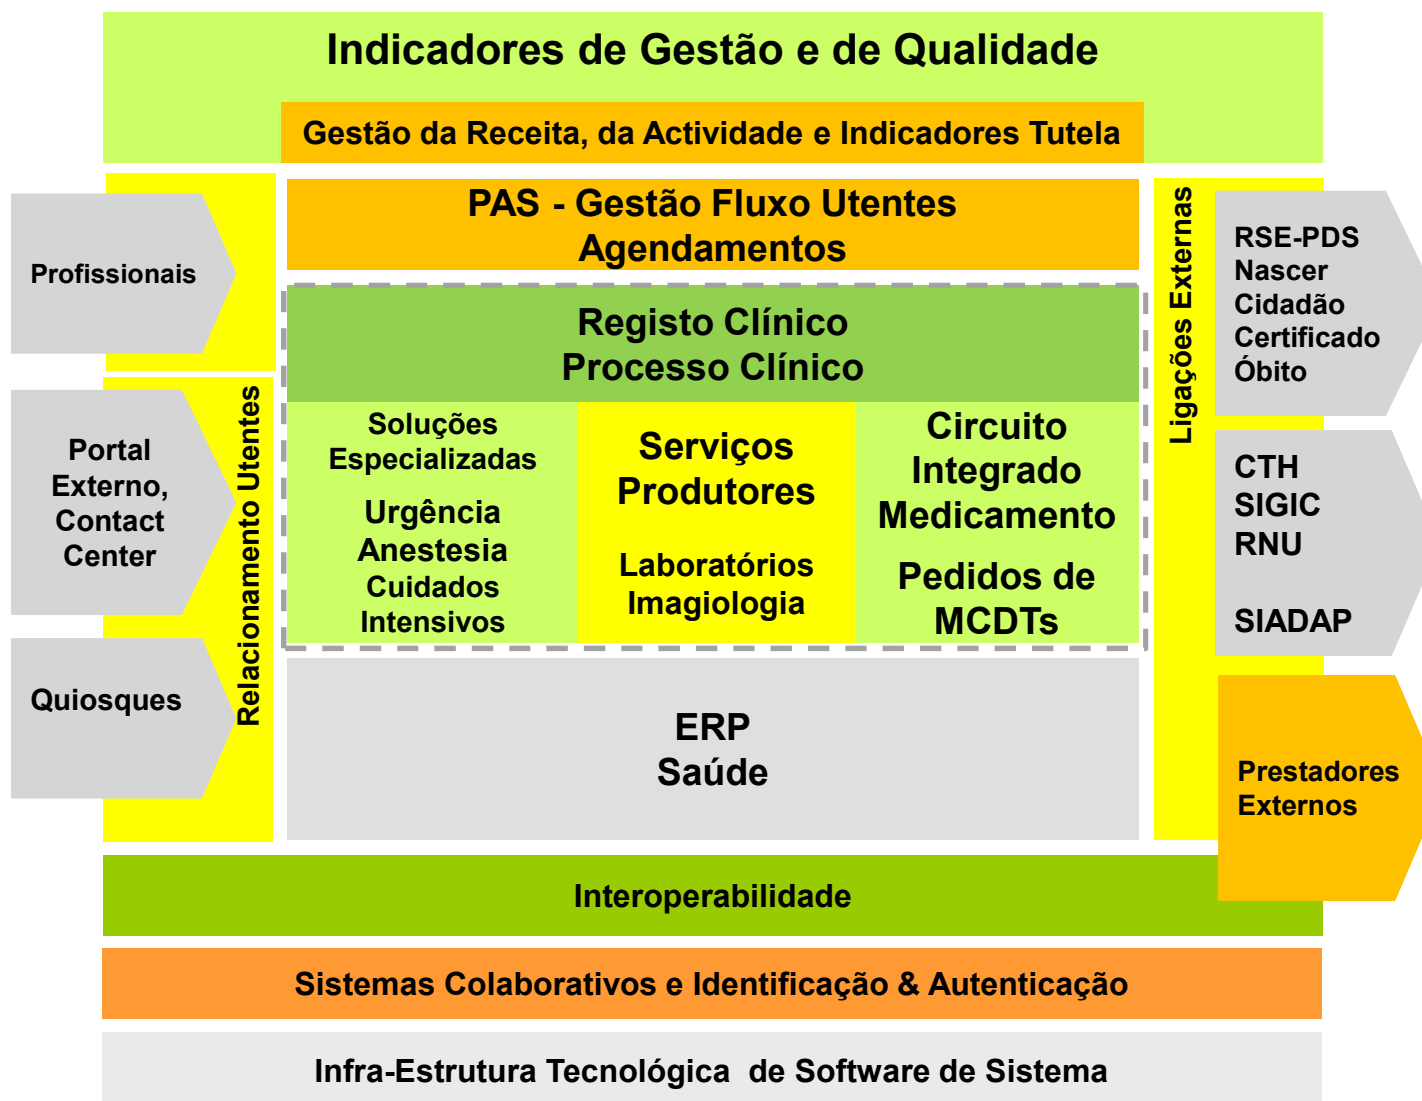 Indicadores de Gestão e de Qualidade
Gestão da Receita, da Actividade e Indicadores Tutela
PAS - Gestão Fluxo Utentes
Agendamentos
Profissionais
Portal
Externo,
Contact
Center
Quiosques
Relacionamento Utentes
Registo Clínico
Processo Clínico
Soluções
Especializadas
Urgência
Anestesia
Cuidados
Intensivos
Serviços
Produtores
Laboratórios
Imagiologia
Circuito
Integrado
Medicamento
Pedidos de
MCDTs
ERP
Saúde
Ligações Externas
RSE-PDS
Nascer
Cidadão
Certificado
Óbito
CTH
SIGIC
RNU
SIADAP
Prestadores
Externos
Interoperabilidade
Sistemas Colaborativos e Identificação & Autenticação
Infra-Estrutura Tecnológica  de Software de Sistema